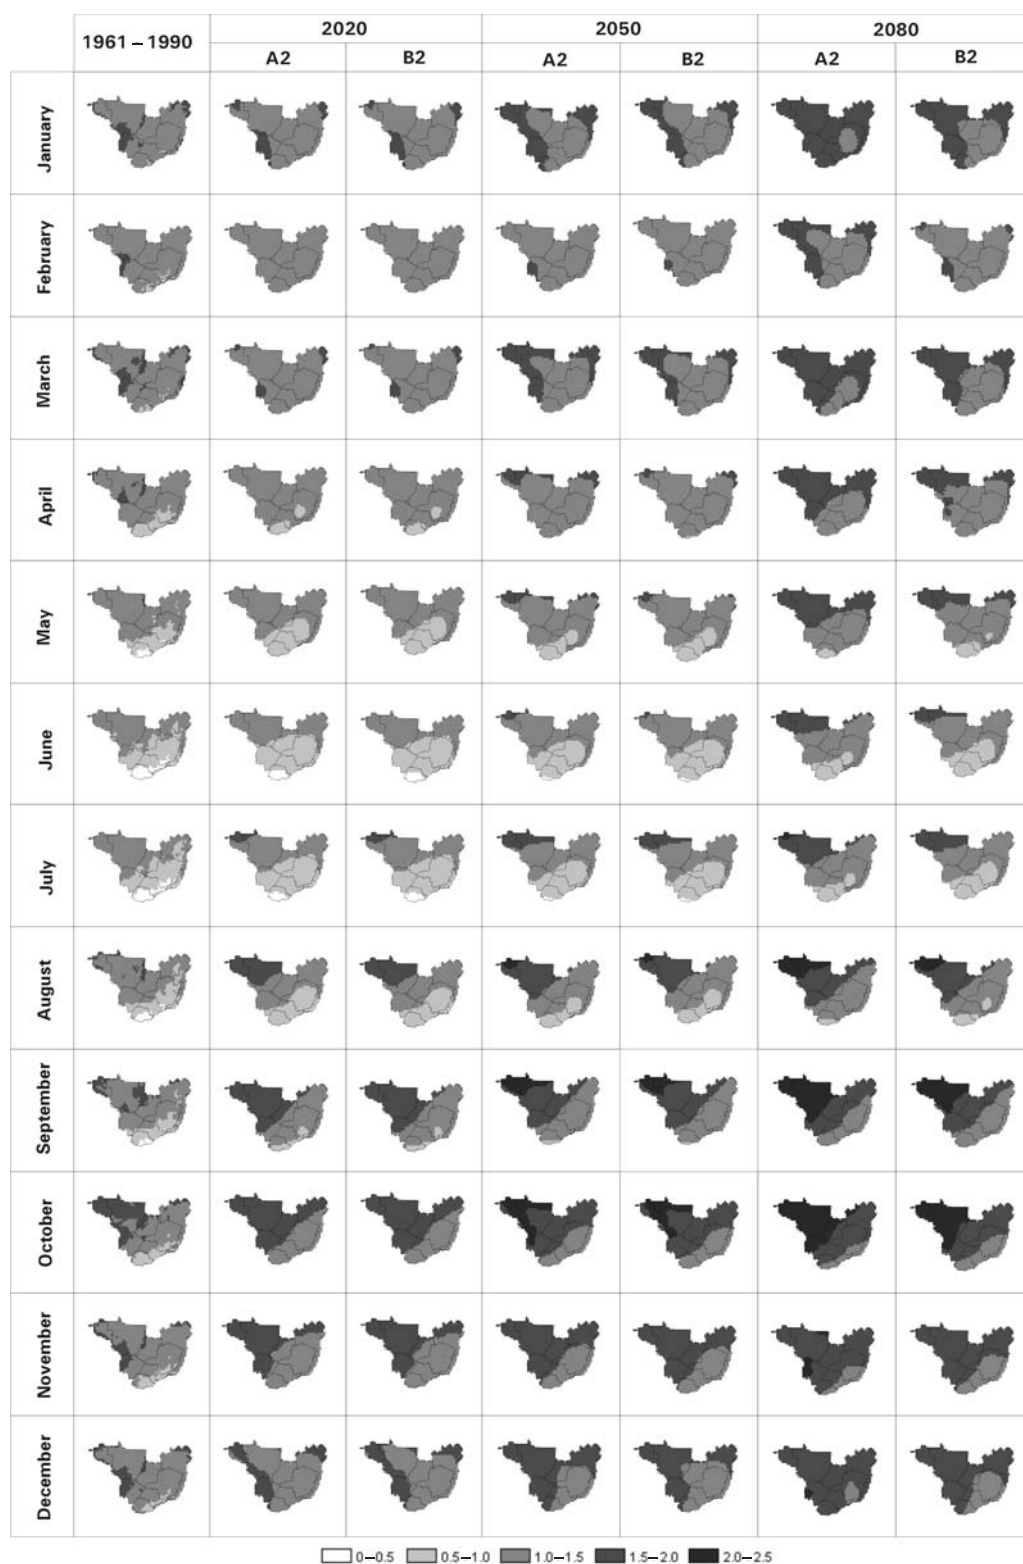 1961 – 1990 2020 2050 2080
A2 B2 A2 B2 A2 B2
January
February
March
April
May
June
July
August
September
October
November
December
0–0.5 0.5–1.0 1.0–1.5 1.5–2.0 2.0–2.5